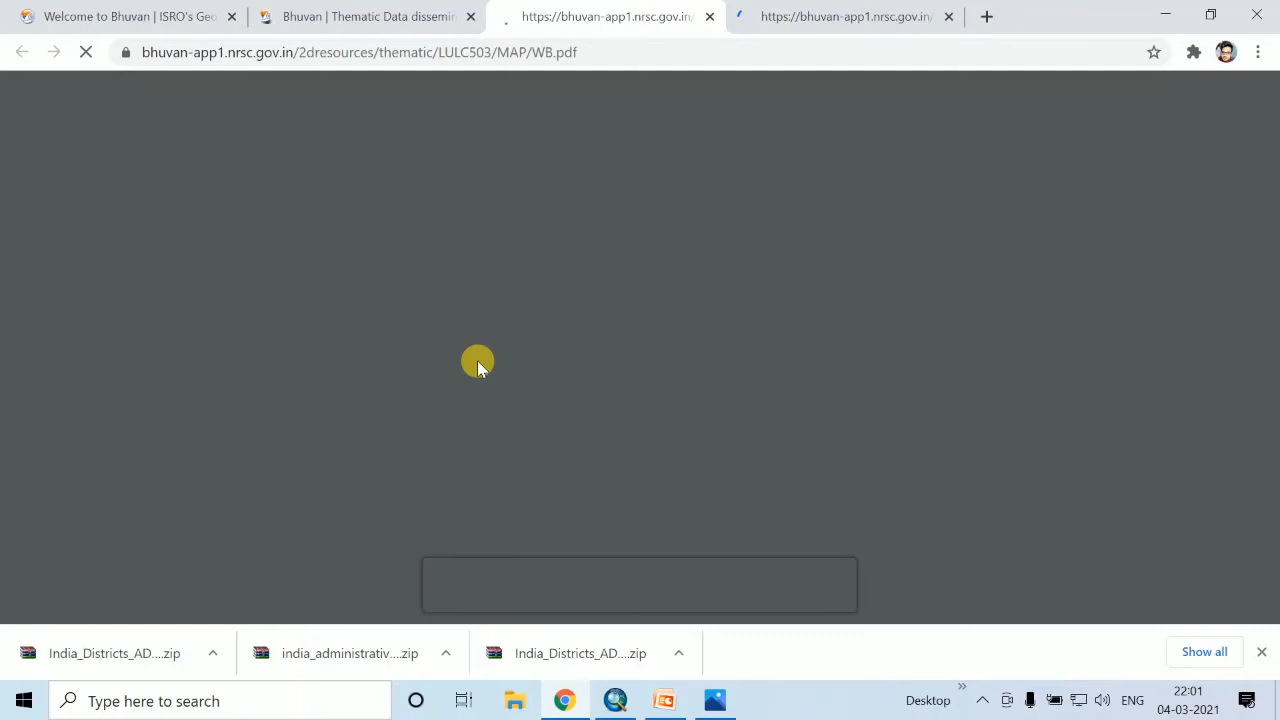 Welcome to Bhuvan | ISRO's Geo
Bhuvan | Thematic Data dissemin
https://bhuvan-app1.nrsc.gov.in/
https://bhuvan-app1.nrsc.gov.in/
bhuvan-app1.nrsc.gov.in/2dresources/thematic/LULC503/MAP/WB.pdf
India_Districts_AD....zip
india_administrativ....zip
India_Districts_AD....zip
Show all
Type here to search
Desktop
ENG
22:01
04-03-2021